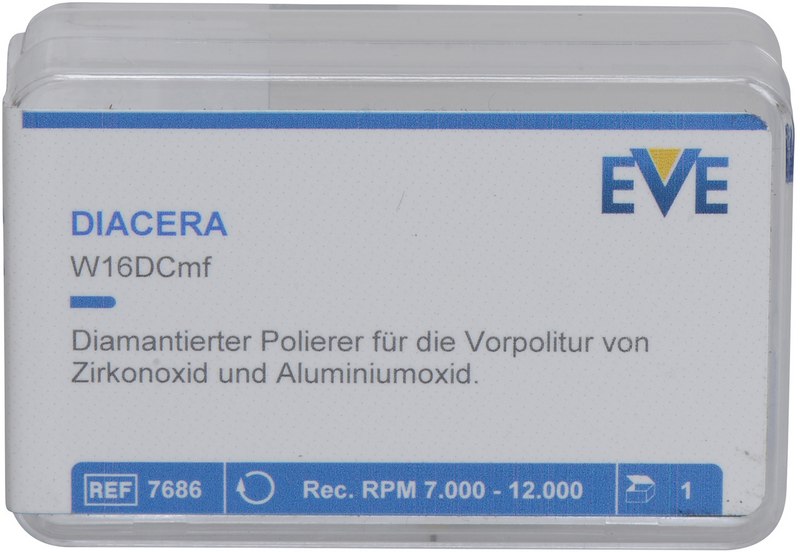 EVE
DIACERA
W16DCmf
Diamantierter Polierer für die Vorpolitur von
Zirkonoxid und Aluminiumoxid.
REF 7686 Rec. RPM 7.000 - 12.000 1